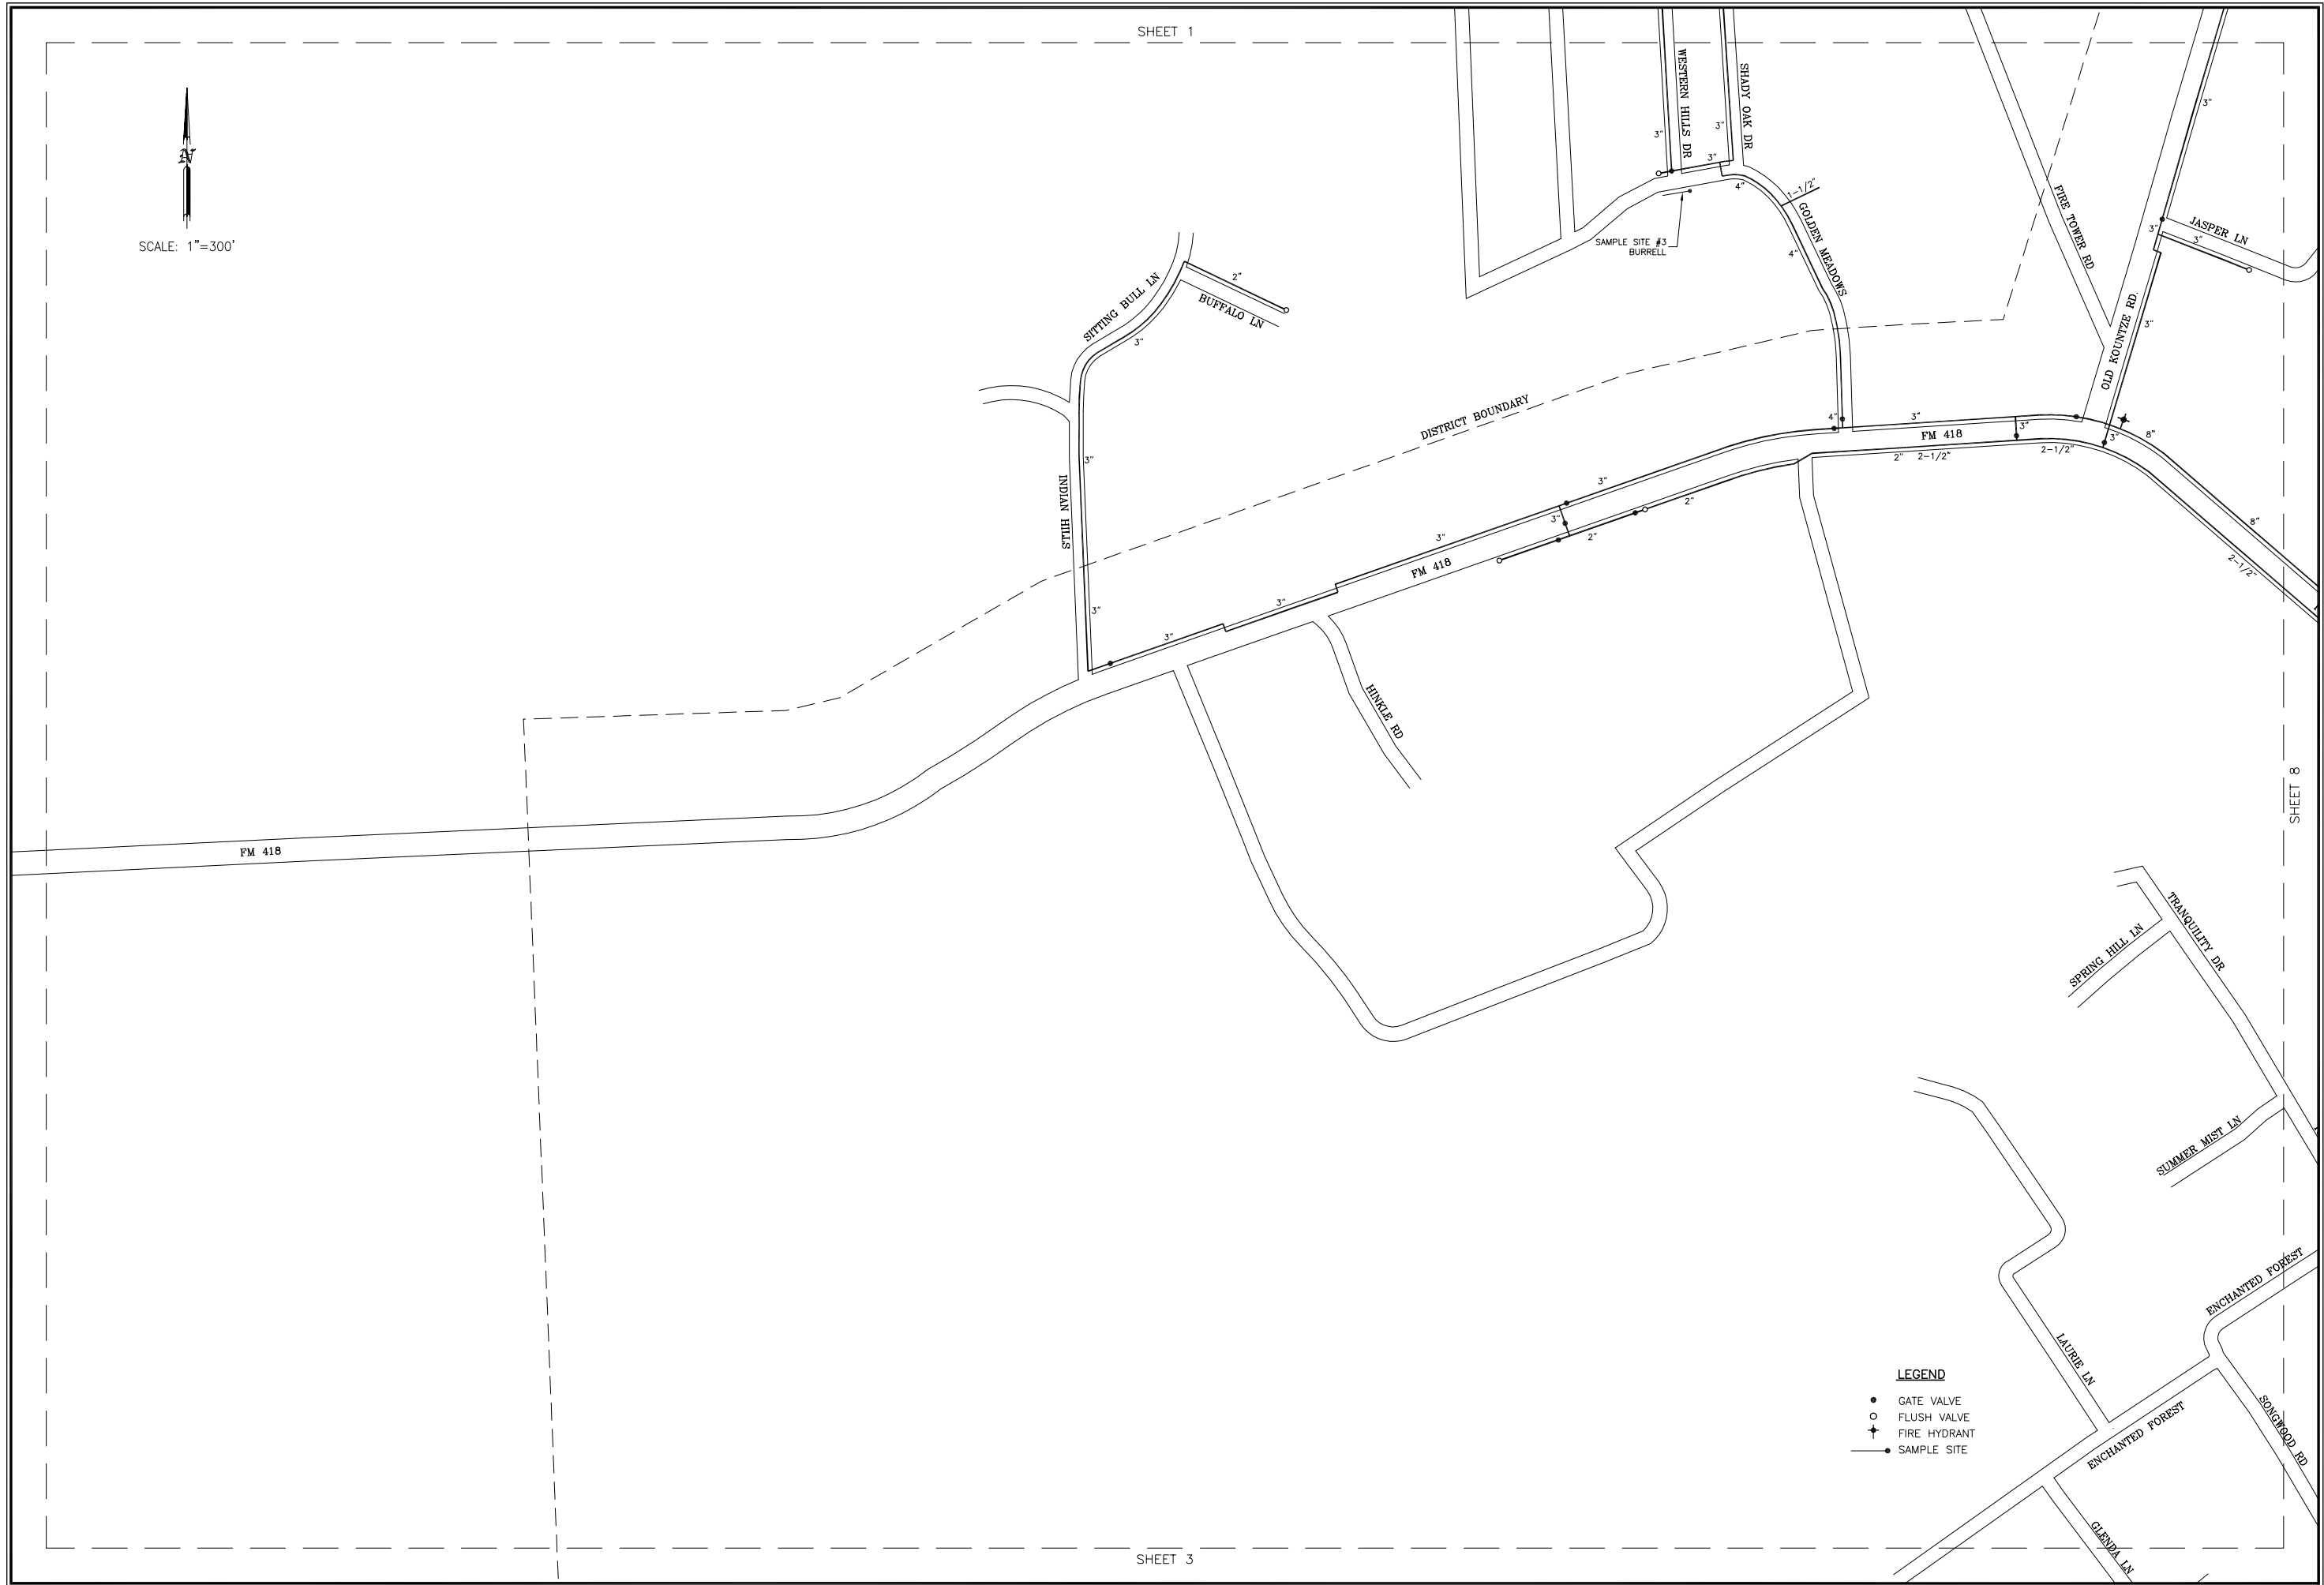 SHEET 1
N
SCALE: 1"=300'
WESTERN HILLS DR
SHADY OAK DR
3"
3"
3"
3"
4"
1-1/2"
GOLDEN MEADOWS
4"
SAMPLE SITE #3
BURRELL
FIRE TOWER RD
JASPER LN
3"
3"
3"
OLD KOUNTZE RD.
SITTING BULL LN
2"
BUFFALO LN
3"
3"
INDIAN HILLS
3"
DISTRICT BOUNDARY
4"
3"
FM 418
3"
2"
2-1/2"
2-1/2"
3"
8"
8"
2-1/2"
3"
3"
3"
2"
2"
FM 418
3"
3"
HINKLE RD
FM 418
SHEET 8
TRANQUILITY DR
SPRING HILL LN
SUMMER MIST LN
ENCHANTED FOREST
LAURIE LN
ENCHANTED FOREST
SONGWOOD RD
GLENDA LN
LEGEND
GATE VALVE
FLUSH VALVE
FIRE HYDRANT
SAMPLE SITE
SHEET 3